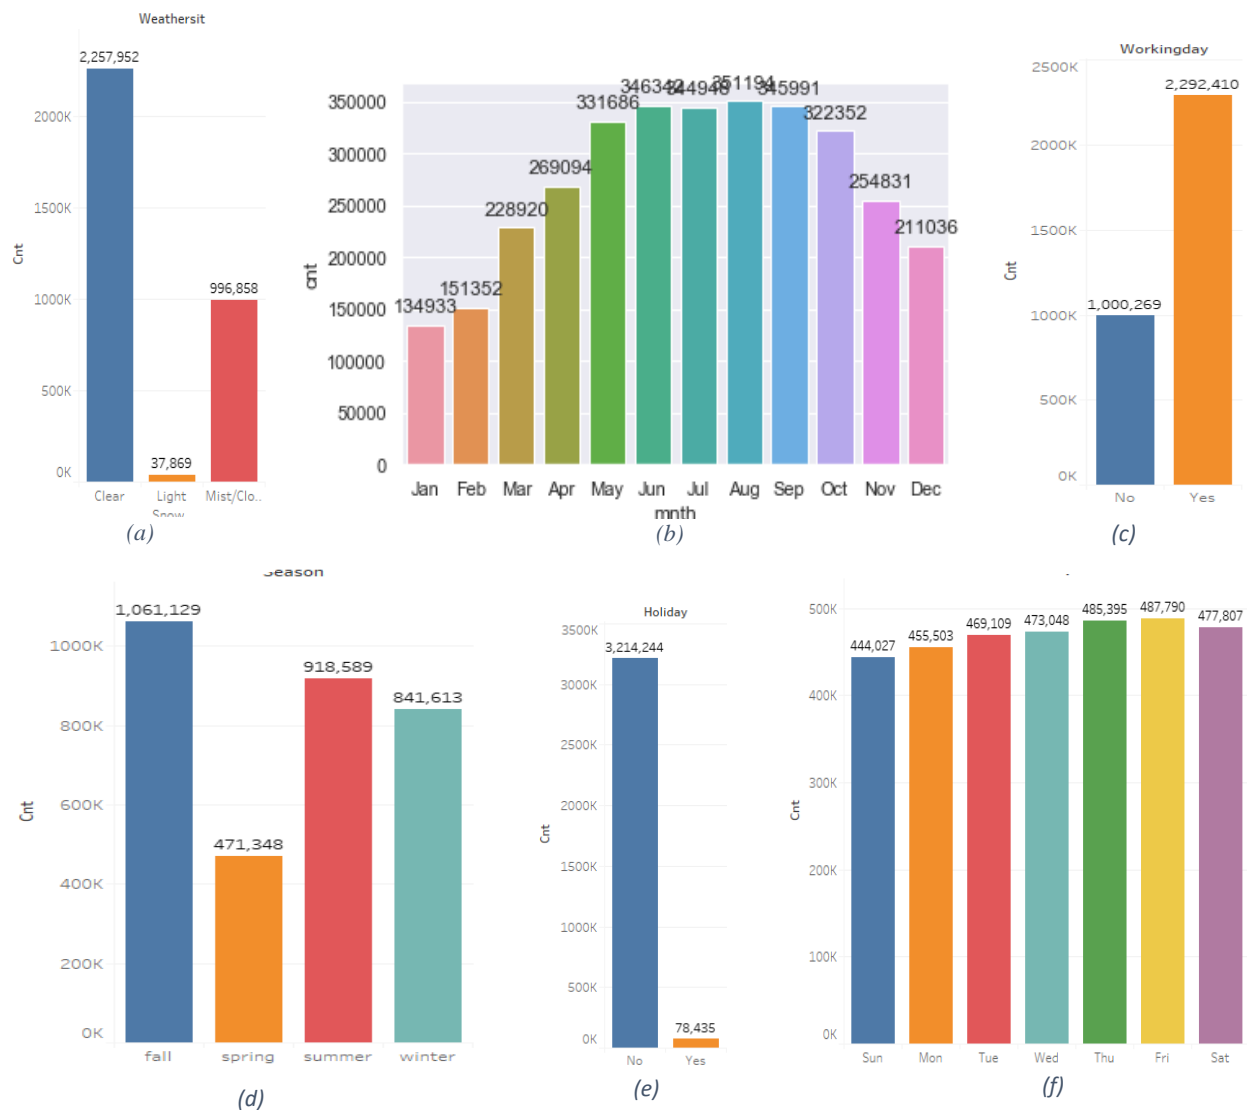 Weathersit
2,257,952
2000K
1500K
1000K
500K
0K
Cnt
996,858
37,869
Clear
Light
Snow
Mist/Clo..
(a)
350000
300000
250000
200000
150000
100000
50000
0
cnt
134933
151352
228920
269094
331686
346342
344948
351194
345991
322352
254831
211036
Jan Feb Mar Apr May Jun Jul Aug Sep Oct Nov Dec
mnth
(b)
Workingday
2500K
2000K
1500K
1000K
500K
0K
Cnt
1,000,269
2,292,410
No Yes
(c)
Season
1000K
800K
600K
400K
200K
0K
Cnt
1,061,129
471,348
918,589
841,613
fall spring summer winter
(d)
Holiday
3500K
3000K
2500K
2000K
1500K
1000K
500K
0K
Cnt
3,214,244
78,435
No Yes
(e)
500K
400K
300K
200K
100K
0K
Cnt
444,027
455,503
469,109
473,048
485,395
487,790
477,807
Sun Mon Tue Wed Thu Fri Sat
(f)